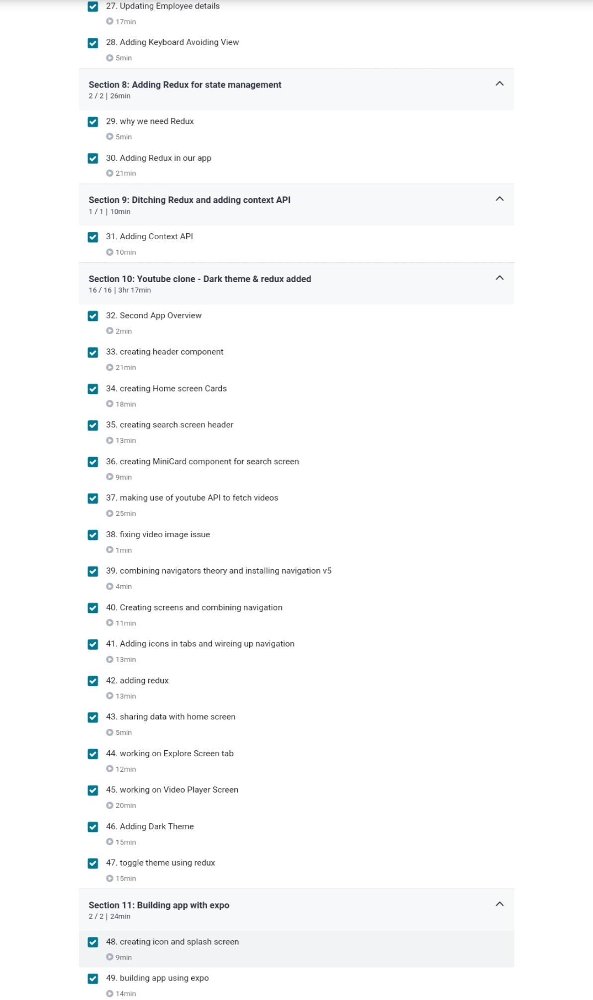 27. Updating Employee details
17min
28. Adding Keyboard Avoiding View
5min
Section 8: Adding Redux for state management
2 / 2 | 26min
29. why we need Redux
5min
30. Adding Redux in our app
21min
Section 9: Ditching Redux and adding context API
1 / 1 | 10min
31. Adding Context API
10min
Section 10: Youtube clone - Dark theme & redux added
16 / 16 | 3hr 17min
32. Second App Overview
2min
33. creating header component
21min
34. creating Home screen Cards
18min
35. creating search screen header
13min
36. creating MiniCard component for search screen
9min
37. making use of youtube API to fetch videos
25min
38. fixing video image issue
1min
39. combining navigators theory and installing navigation v5
4min
40. Creating screens and combining navigation
11min
41. Adding icons in tabs and wireing up navigation
13min
42. adding redux
13min
43. sharing data with home screen
5min
44. working on Explore Screen tab
12min
45. working on Video Player Screen
20min
46. Adding Dark Theme
15min
47. toggle theme using redux
15min
Section 11: Building app with expo
2 / 2 | 24min
48. creating icon and splash screen
9min
49. building app using expo
14min